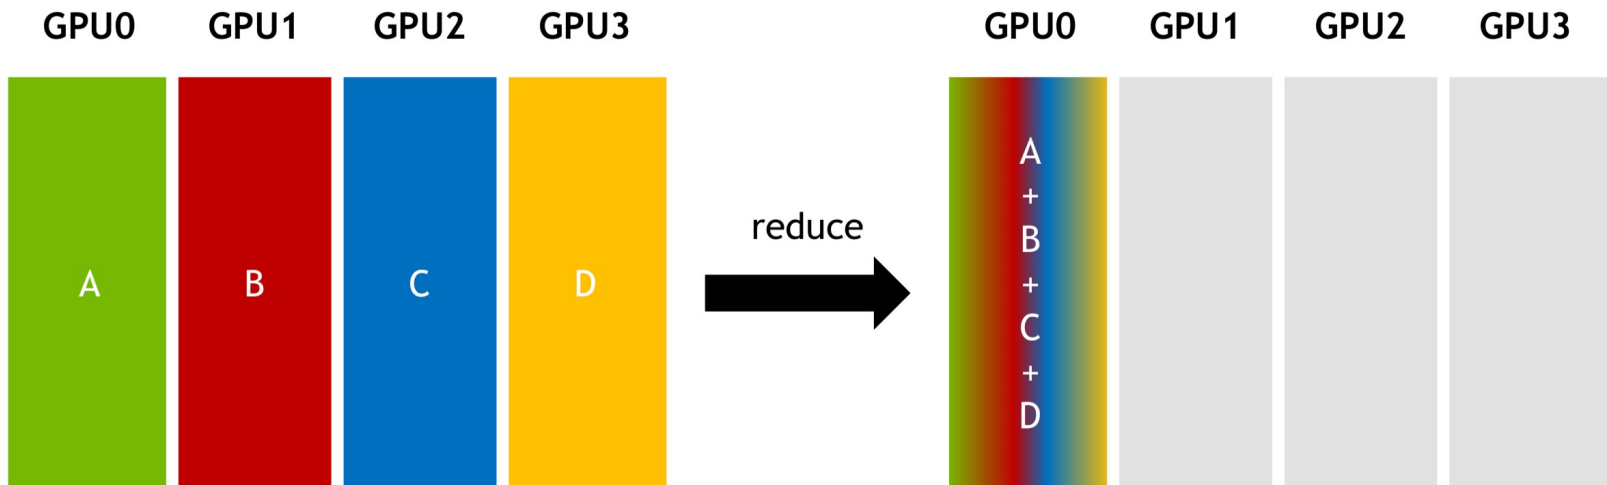 GPU0 GPU1 GPU2 GPU3 GPU0 GPU1 GPU2 GPU3
A B C D
reduce
A
+
B
+
C
+
D